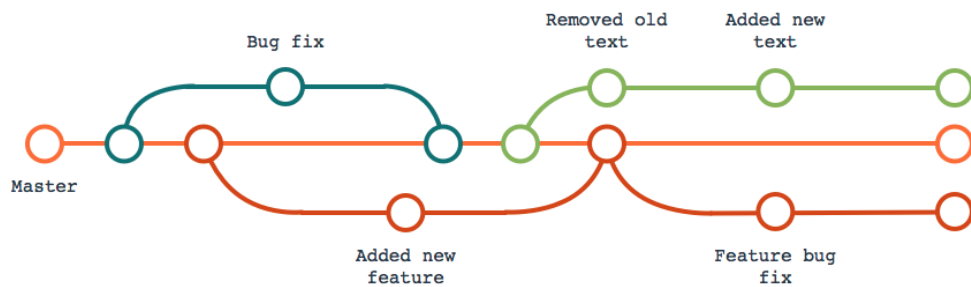 Bug fix
Removed old
text
Added new
text
Master
Added new
feature
Feature bug
fix